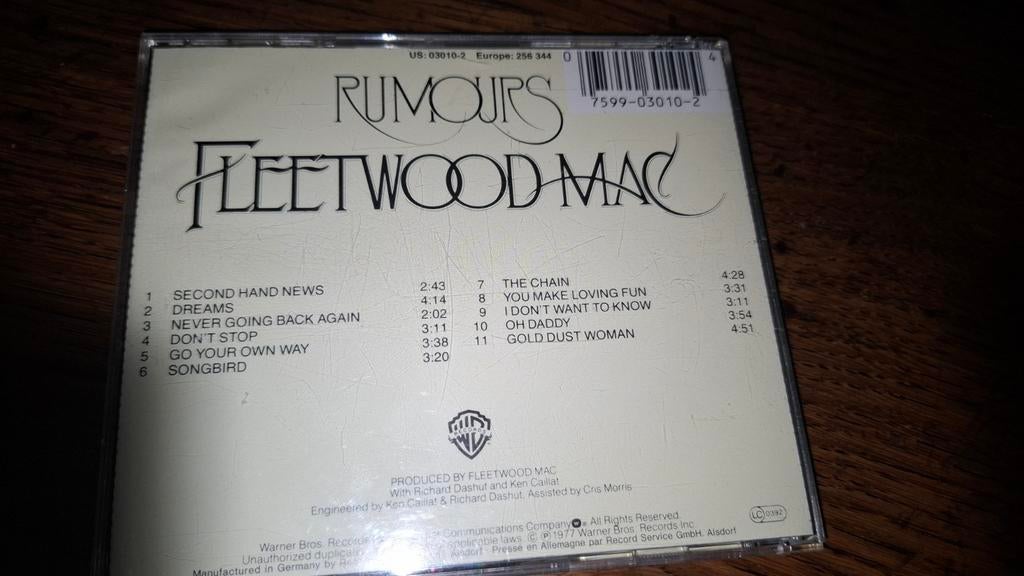 US: 03010-2 Europe: 256 344
0 7599-03010-2 4
RUMOURS
FLEETWOOD MAC
1 SECOND HAND NEWS 2:43
2 DREAMS 4:14
3 NEVER GOING BACK AGAIN 2:02
4 DON'T STOP 3:11
5 GO YOUR OWN WAY 3:38
6 SONGBIRD 3:20
7 THE CHAIN 4:28
8 YOU MAKE LOVING FUN 3:31
9 I DON'T WANT TO KNOW 3:11
10 OH DADDY 3:54
11 GOLD DUST WOMAN 4:51
RECORDS
PRODUCED BY FLEETWOOD MAC
With Richard Dashut and Ken Caillat
Engineered by Ken Caillat & Richard Dashut, Assisted by Cris Morris
Warner Bros. Records Communications Company All Rights Reserved.
Unauthorized applicable laws. © ℗ 1977 Warner Bros. Records Inc
Manufactured in Germany by Alsdorf · Presse en Allemagne par Record Service GmbH. Alsdorf
LC 0392